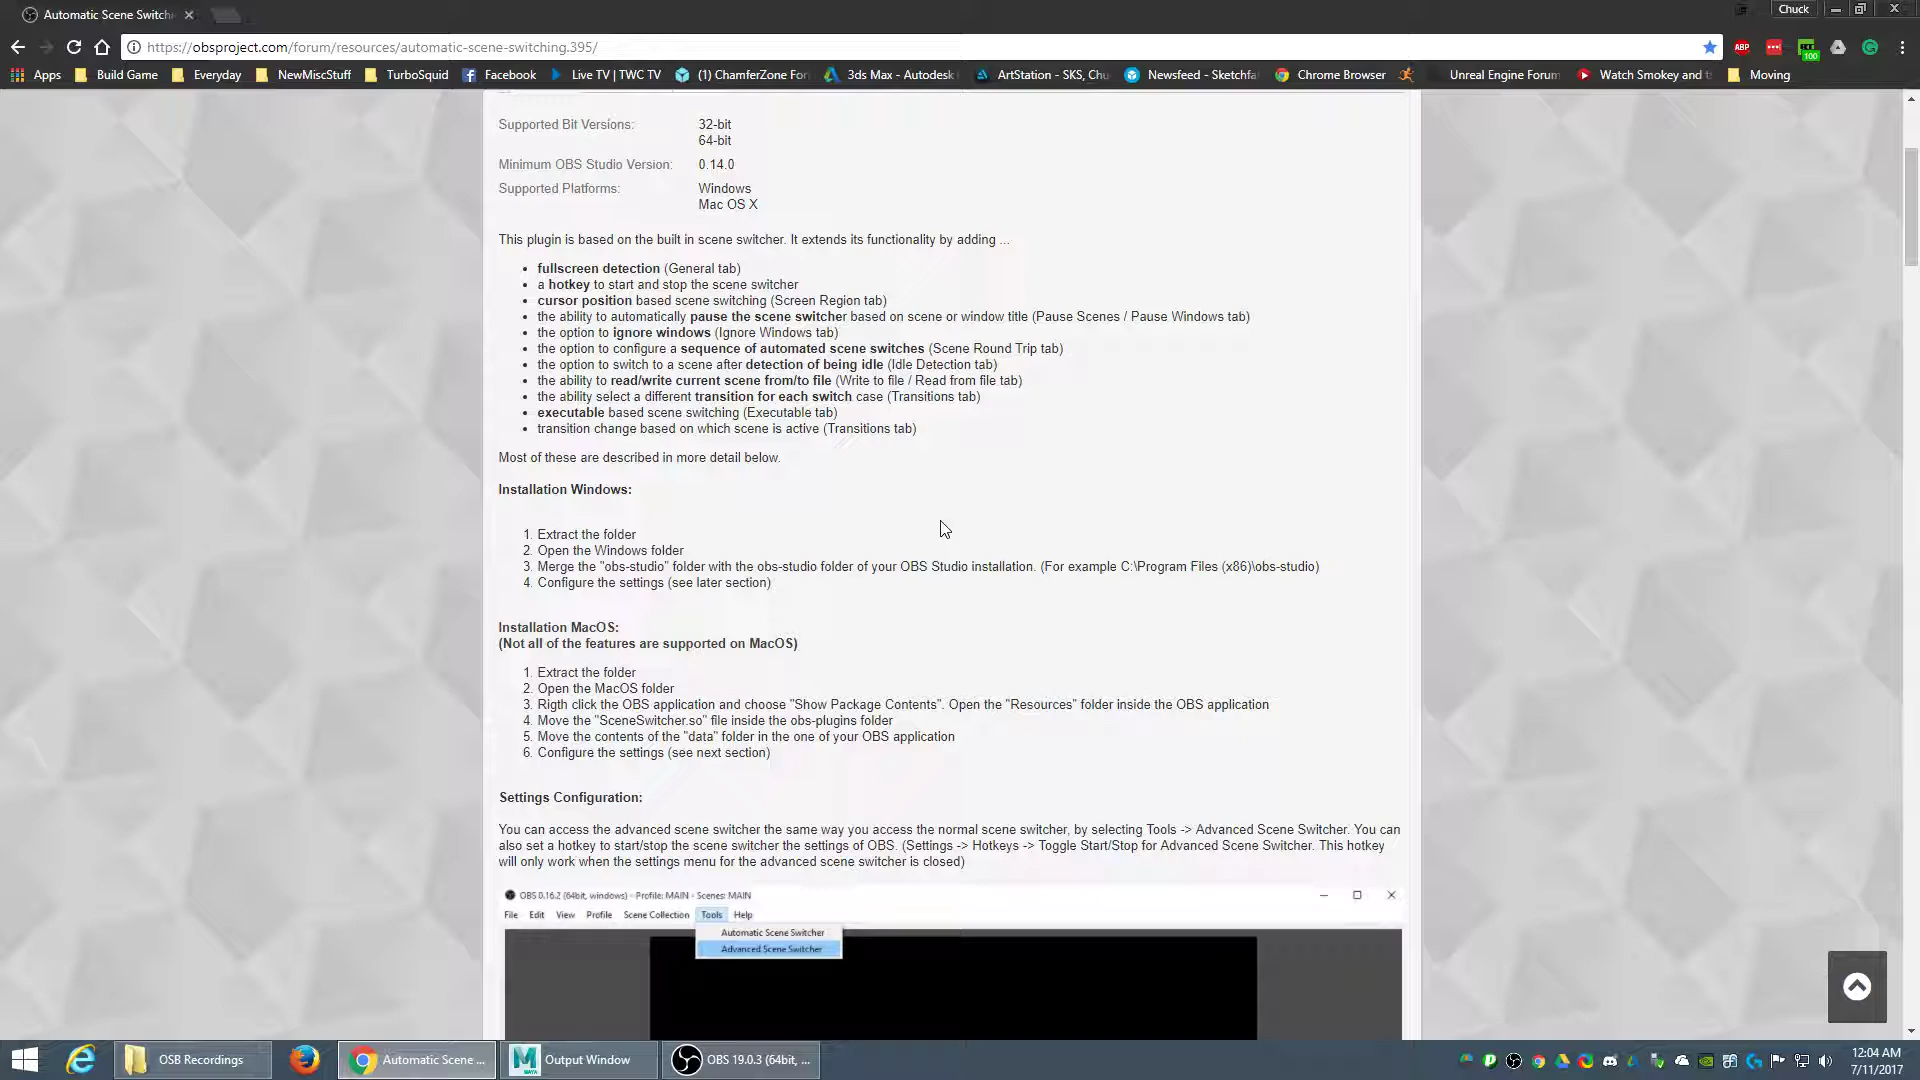 Automatic Scene Switch
Chuck
https://obsproject.com/forum/resources/automatic-scene-switching.395/
ABP
100
Apps
Build Game
Everyday
NewMiscStuff
TurboSquid
Facebook
Live TV | TWC TV
(1) ChamferZone For
3ds Max - Autodesk
ArtStation - SKS, Chu
Newsfeed - Sketchfa
Chrome Browser
Unreal Engine Forum
Watch Smokey and t
Moving
Supported Bit Versions: 32-bit
64-bit
Minimum OBS Studio Version: 0.14.0
Supported Platforms: Windows
Mac OS X
This plugin is based on the built in scene switcher. It extends its functionality by adding ...
• fullscreen detection (General tab)
• a hotkey to start and stop the scene switcher
• cursor position based scene switching (Screen Region tab)
• the ability to automatically pause the scene switcher based on scene or window title (Pause Scenes / Pause Windows tab)
• the option to ignore windows (Ignore Windows tab)
• the option to configure a sequence of automated scene switches (Scene Round Trip tab)
• the option to switch to a scene after detection of being idle (Idle Detection tab)
• the ability to read/write current scene from/to file (Write to file / Read from file tab)
• the ability select a different transition for each switch case (Transitions tab)
• executable based scene switching (Executable tab)
• transition change based on which scene is active (Transitions tab)
Most of these are described in more detail below.
Installation Windows:
1. Extract the folder
2. Open the Windows folder
3. Merge the "obs-studio" folder with the obs-studio folder of your OBS Studio installation. (For example C:\Program Files (x86)\obs-studio)
4. Configure the settings (see later section)
Installation MacOS:
(Not all of the features are supported on MacOS)
1. Extract the folder
2. Open the MacOS folder
3. Rigth click the OBS application and choose "Show Package Contents". Open the "Resources" folder inside the OBS application
4. Move the "SceneSwitcher.so" file inside the obs-plugins folder
5. Move the contents of the "data" folder in the one of your OBS application
6. Configure the settings (see next section)
Settings Configuration:
You can access the advanced scene switcher the same way you access the normal scene switcher, by selecting Tools -> Advanced Scene Switcher. You can
also set a hotkey to start/stop the scene switcher the settings of OBS. (Settings -> Hotkeys -> Toggle Start/Stop for Advanced Scene Switcher. This hotkey
will only work when the settings menu for the advanced scene switcher is closed)
OBS 0.16.2 (64bit, windows) - Profile: MAIN - Scenes: MAIN
File Edit View Profile Scene Collection Tools Help
Automatic Scene Switcher
Advanced Scene Switcher
OSB Recordings
Automatic Scene ...
Output Window
OBS 19.0.3 (64bit, ...
12:04 AM
7/11/2017